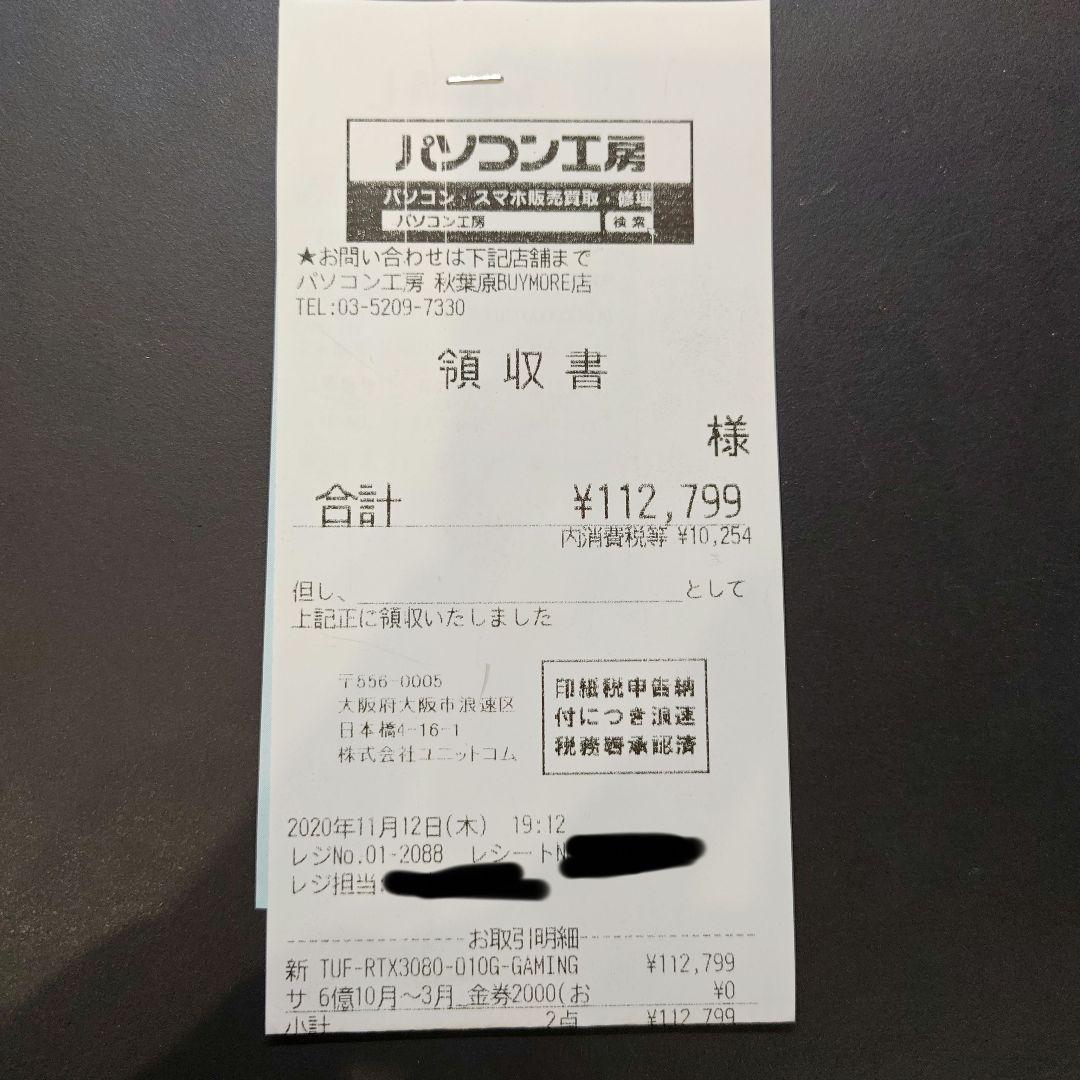 パソコン工房
パソコン・スマホ販売買取・修理
パソコン工房 検索
★お問い合わせは下記店舗まで
パソコン工房 秋葉原BUYMORE店
TEL:03-5209-7330
領収書
様
合計 ¥112,799
内消費税等 ¥10,254
但し、 として
上記正に領収いたしました
〒556-0005
大阪府大阪市浪速区
日本橋4-16-1
株式会社ユニットコム
印紙税申告納
付につき浪速
税務署承認済
2020年11月12日(木) 19:12
レジNo.01-2088 レシートN
レジ担当:
お取引明細
新 TUF-RTX3080-O10G-GAMING ¥112,799
サ 6億10月～3月_金券2000(お ¥0
小計 2点 ¥112,799